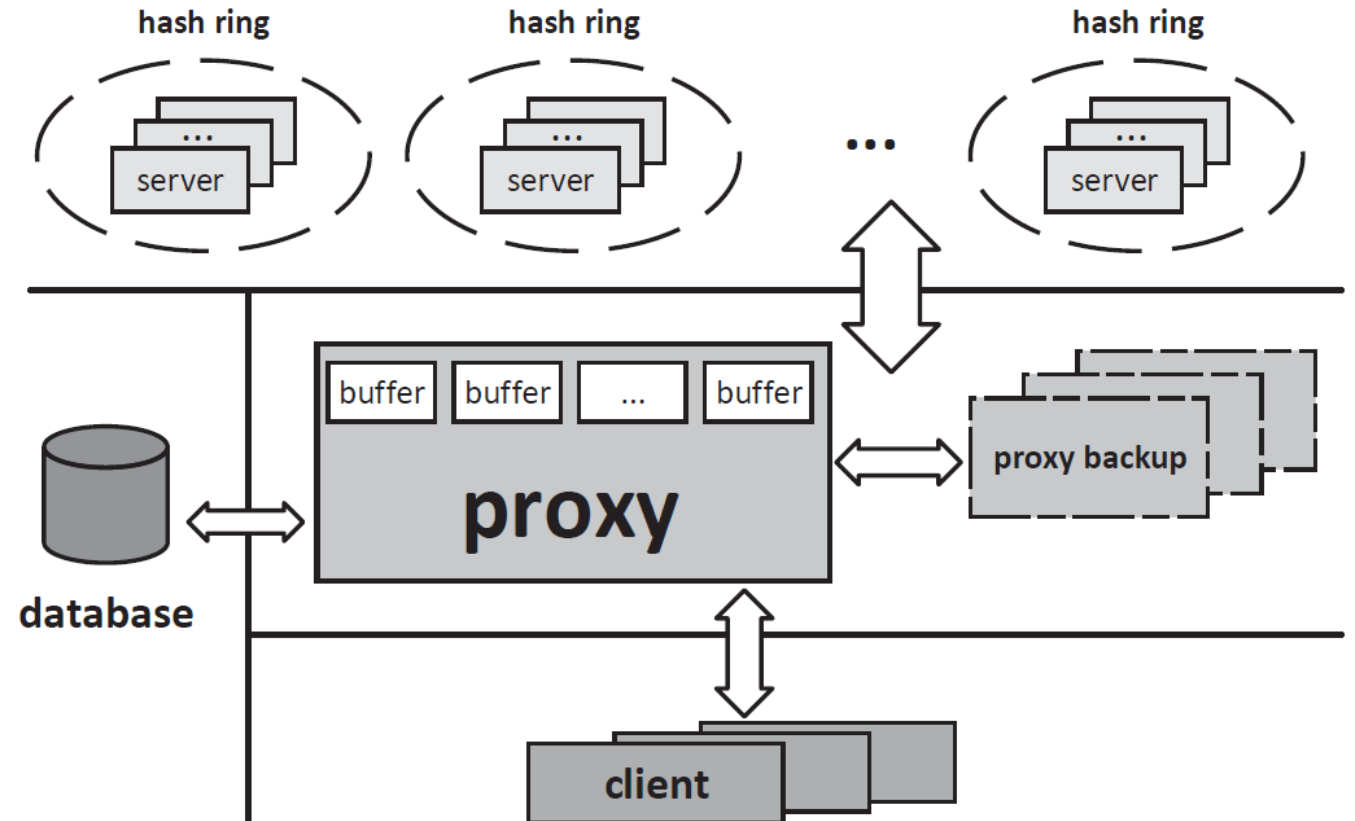 hash ring
hash ring
hash ring
...
server
...
server
...
...
server
buffer
buffer
...
buffer
proxy
proxy backup
database
client